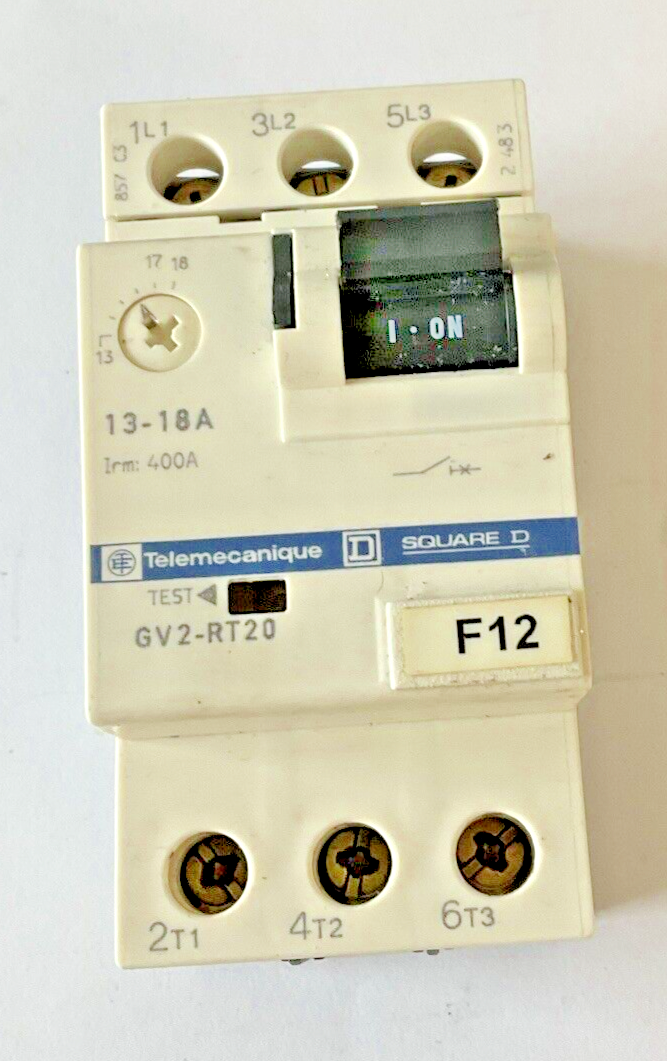 1L1 3L2 5L3
857 C3
2 483
17 18
13
I · ON
13-18A
Irm: 400A
Telemecanique D SQUARE D
TEST
GV2-RT20
F12
2T1 4T2 6T3